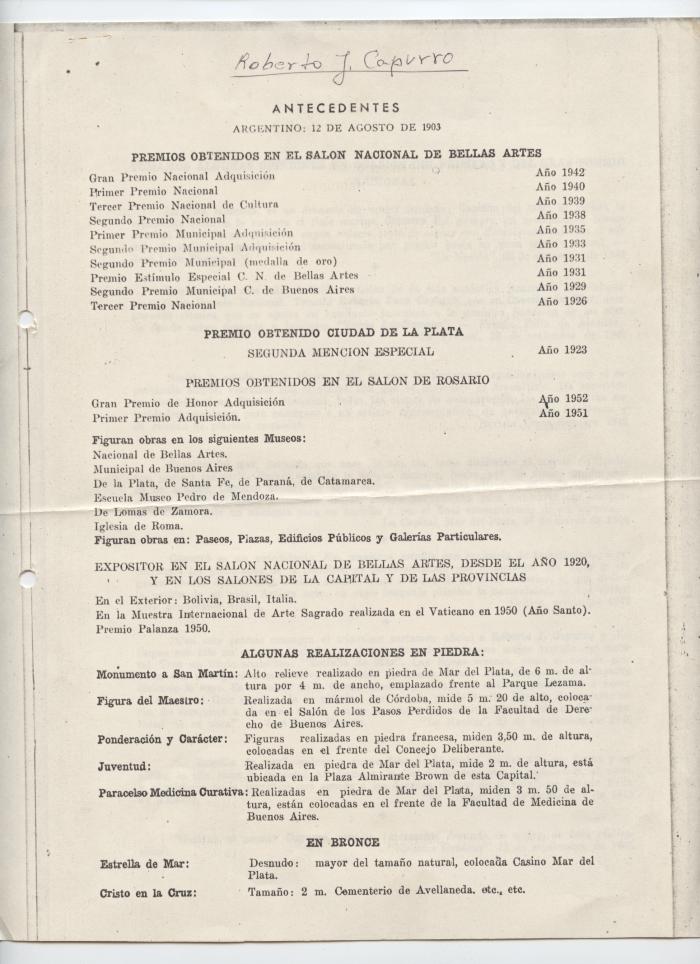 Roberto J. Capurro
ANTECEDENTES
ARGENTINO: 12 DE AGOSTO DE 1903
PREMIOS OBTENIDOS EN EL SALON NACIONAL DE BELLAS ARTES
Gran Premio Nacional Adquisición Año 1942
Primer Premio Nacional Año 1940
Tercer Premio Nacional de Cultura Año 1939
Segundo Premio Nacional Año 1938
Primer Premio Municipal Adquisición Año 1935
Segundo Premio Municipal Adquisición Año 1933
Segundo Premio Municipal (medalla de oro) Año 1931
Premio Estímulo Especial C. N. de Bellas Artes Año 1931
Segundo Premio Municipal C. de Buenos Aires Año 1929
Tercer Premio Nacional Año 1926
PREMIO OBTENIDO CIUDAD DE LA PLATA
SEGUNDA MENCION ESPECIAL Año 1923
PREMIOS OBTENIDOS EN EL SALON DE ROSARIO
Gran Premio de Honor Adquisición Año 1952
Primer Premio Adquisición. Año 1951
Figuran obras en los siguientes Museos:
Nacional de Bellas Artes.
Municipal de Buenos Aires
De la Plata, de Santa Fe, de Paraná, de Catamarca.
Escuela Museo Pedro de Mendoza.
De Lomas de Zamora.
Iglesia de Roma.
Figuran obras en: Paseos, Plazas, Edificios Públicos y Galerías Particulares.
EXPOSITOR EN EL SALON NACIONAL DE BELLAS ARTES, DESDE EL AÑO 1920,
Y EN LOS SALONES DE LA CAPITAL Y DE LAS PROVINCIAS
En el Exterior: Bolivia, Brasil, Italia.
En la Muestra Internacional de Arte Sagrado realizada en el Vaticano en 1950 (Año Santo).
Premio Palanza 1950.
ALGUNAS REALIZACIONES EN PIEDRA:
Monumento a San Martín: Alto relieve realizado en piedra de Mar del Plata, de 6 m. de al-
tura por 4 m. de ancho, emplazado frente al Parque Lezama.
Figura del Maestro: Realizada en mármol de Córdoba, mide 5 m. 20 de alto, coloca-
da en el Salón de los Pasos Perdidos de la Facultad de Dere-
cho de Buenos Aires.
Ponderación y Carácter: Figuras realizadas en piedra francesa, miden 3,50 m. de altura,
colocadas en el frente del Concejo Deliberante.
Juventud: Realizada en piedra de Mar del Plata, mide 2 m. de altura, está
ubicada en la Plaza Almirante Brown de esta Capital.
Paracelso Medicina Curativa: Realizadas en piedra de Mar del Plata, miden 3 m. 50 de al-
tura, están colocadas en el frente de la Facultad de Medicina de
Buenos Aires.
EN BRONCE
Estrella de Mar: Desnudo: mayor del tamaño natural, colocada Casino Mar del
Plata.
Cristo en la Cruz: Tamaño: 2 m. Cementerio de Avellaneda. etc., etc.